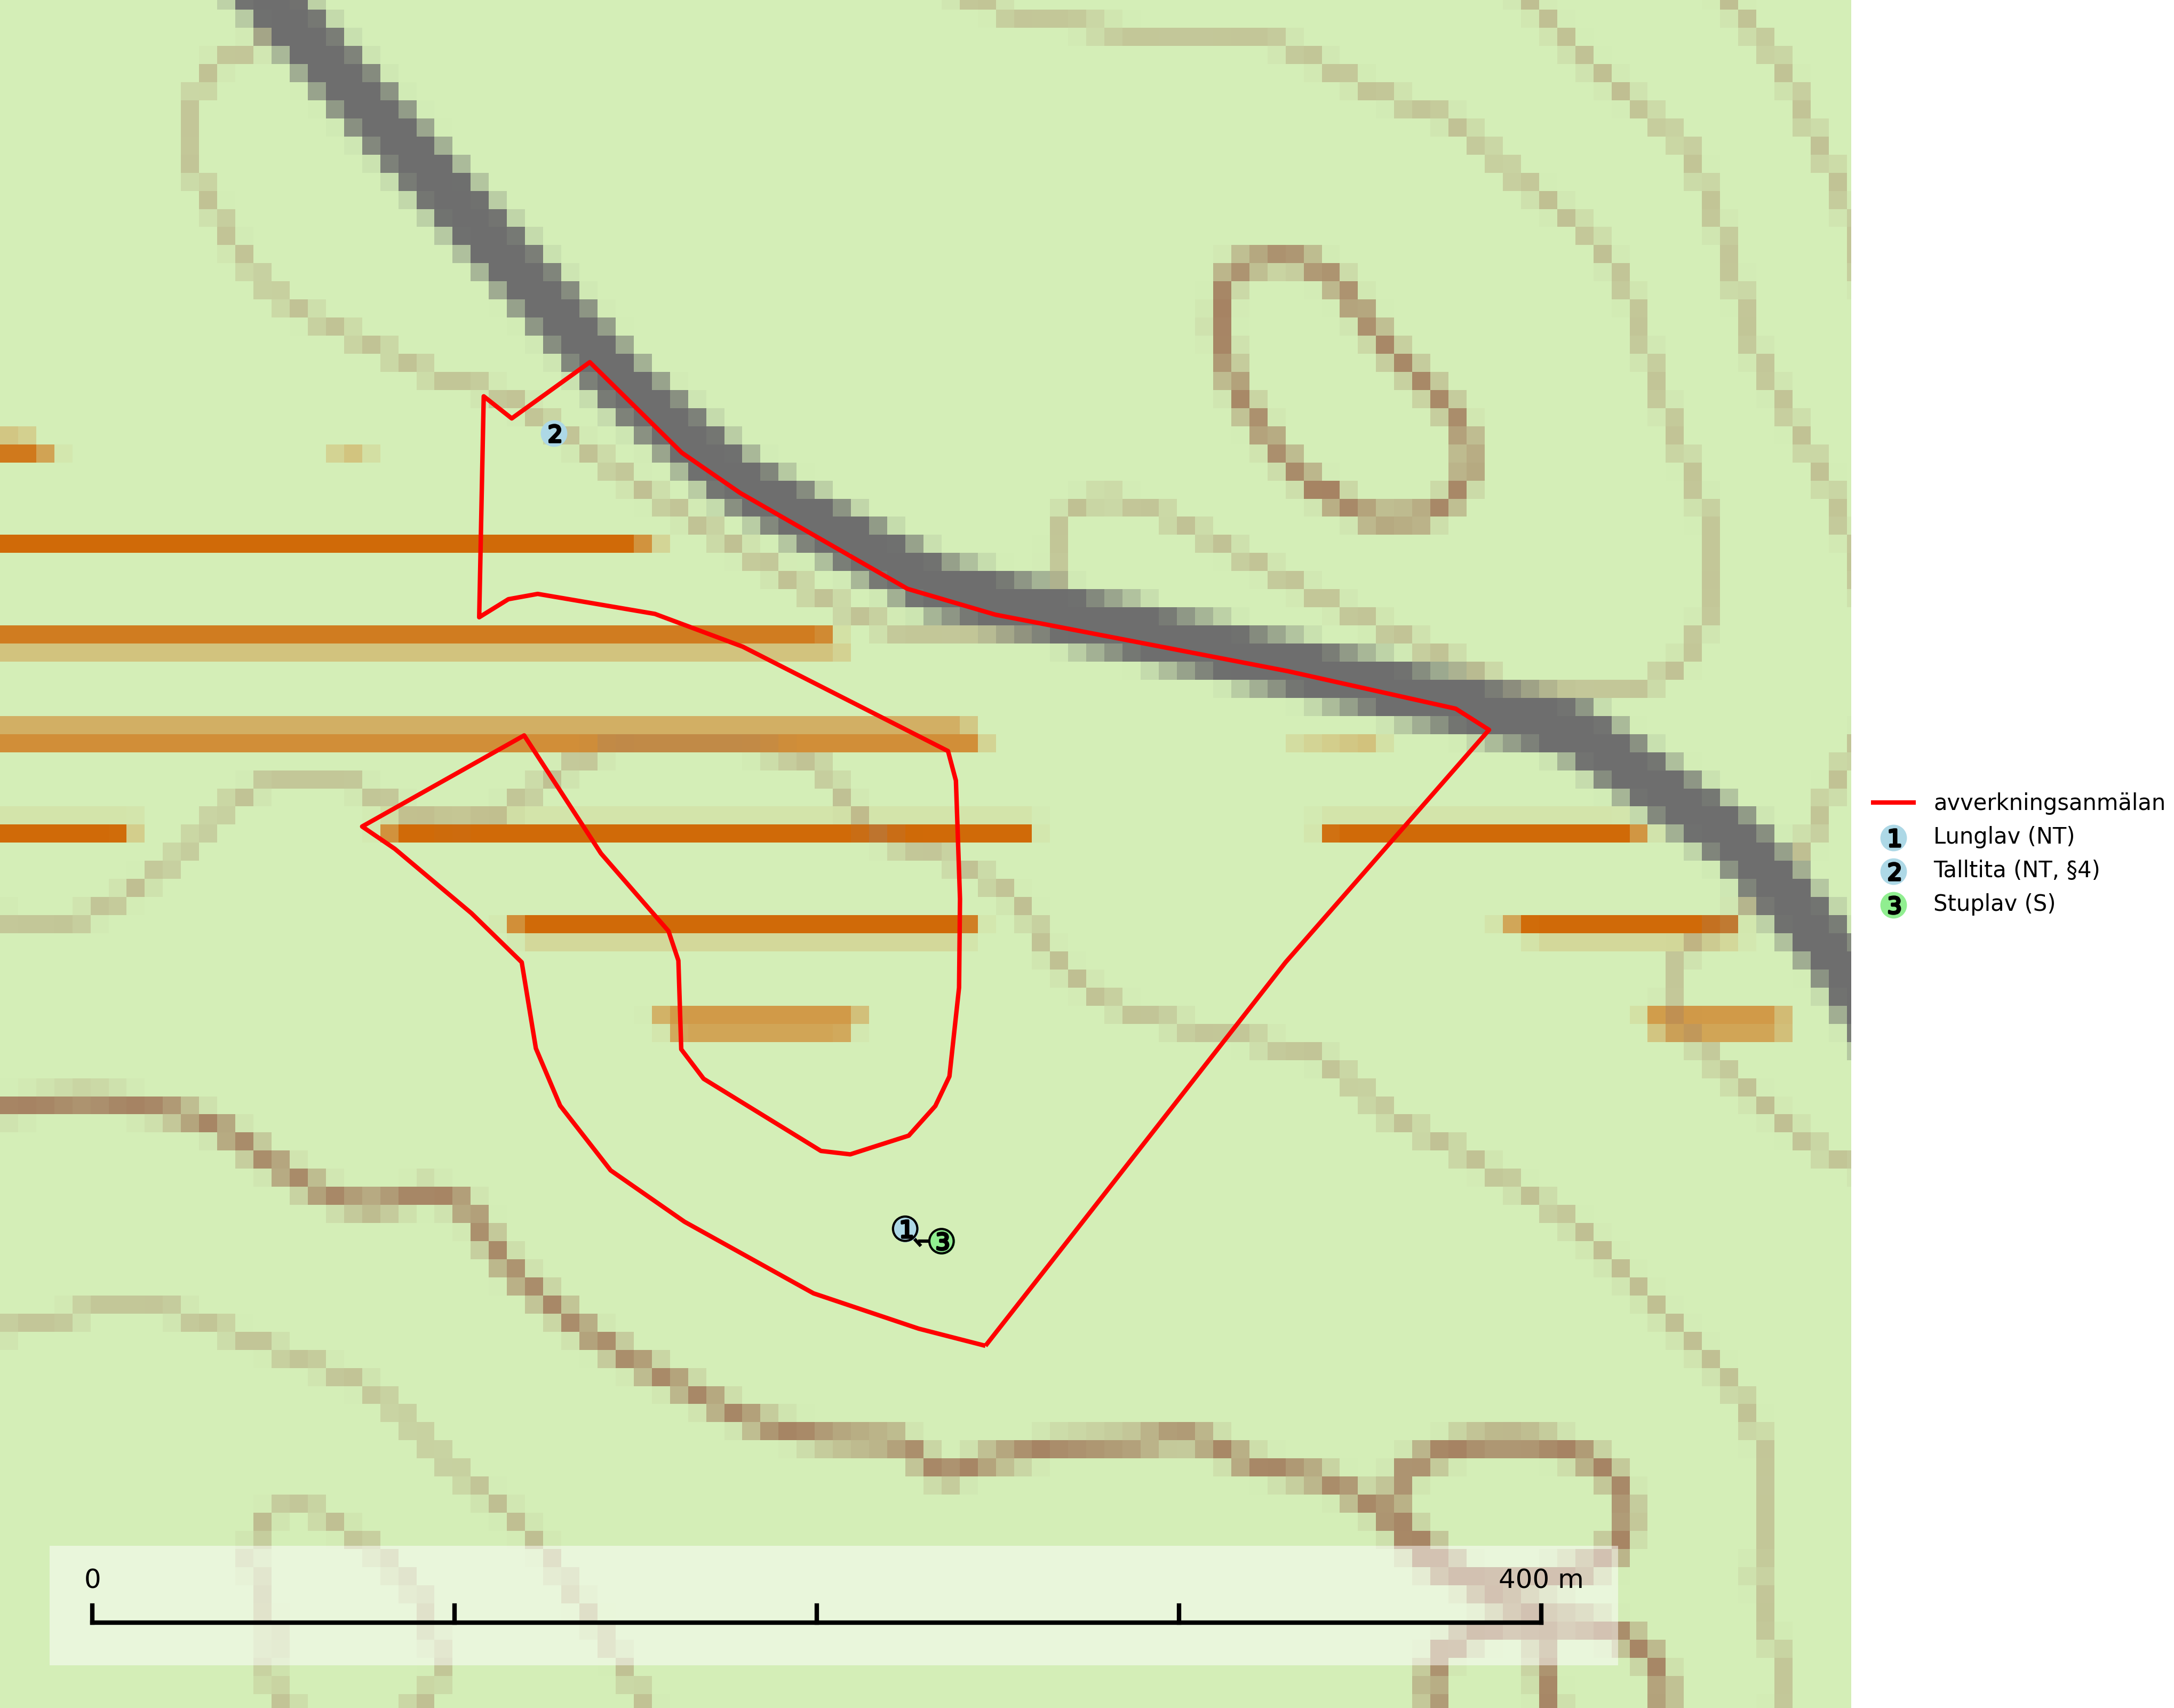 2
avverkningsanmälan
1 Lunglav (NT)
2 Talltita (NT, §4)
3 Stuplav (S)
1 3
0 400 m